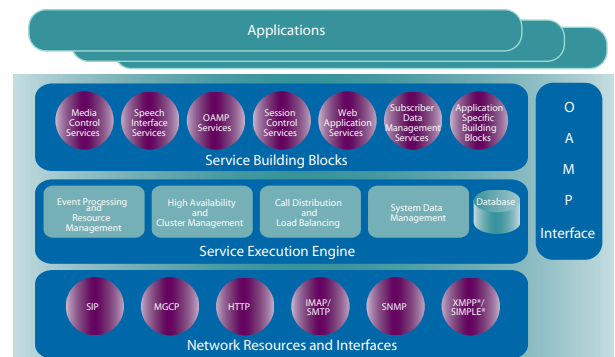 Applications
Media
Control
Services
Speech
Interface
Services
OAMP
Services
Session
Control
Services
Web
Application
Services
Subscriber
Data
Management
Services
Application
Specific
Building
Blocks
Service Building Blocks
Event Processing
and
Resource
Management
High Availability
and
Cluster Management
Call Distribution
and
Load Balancing
System Data
Management
Database
Service Execution Engine
SIP
MGCP
HTTP
IMAP/
SMTP
SNMP
XMPP*/
SIMPLE*
Network Resources and Interfaces
O
A
M
P
Interface